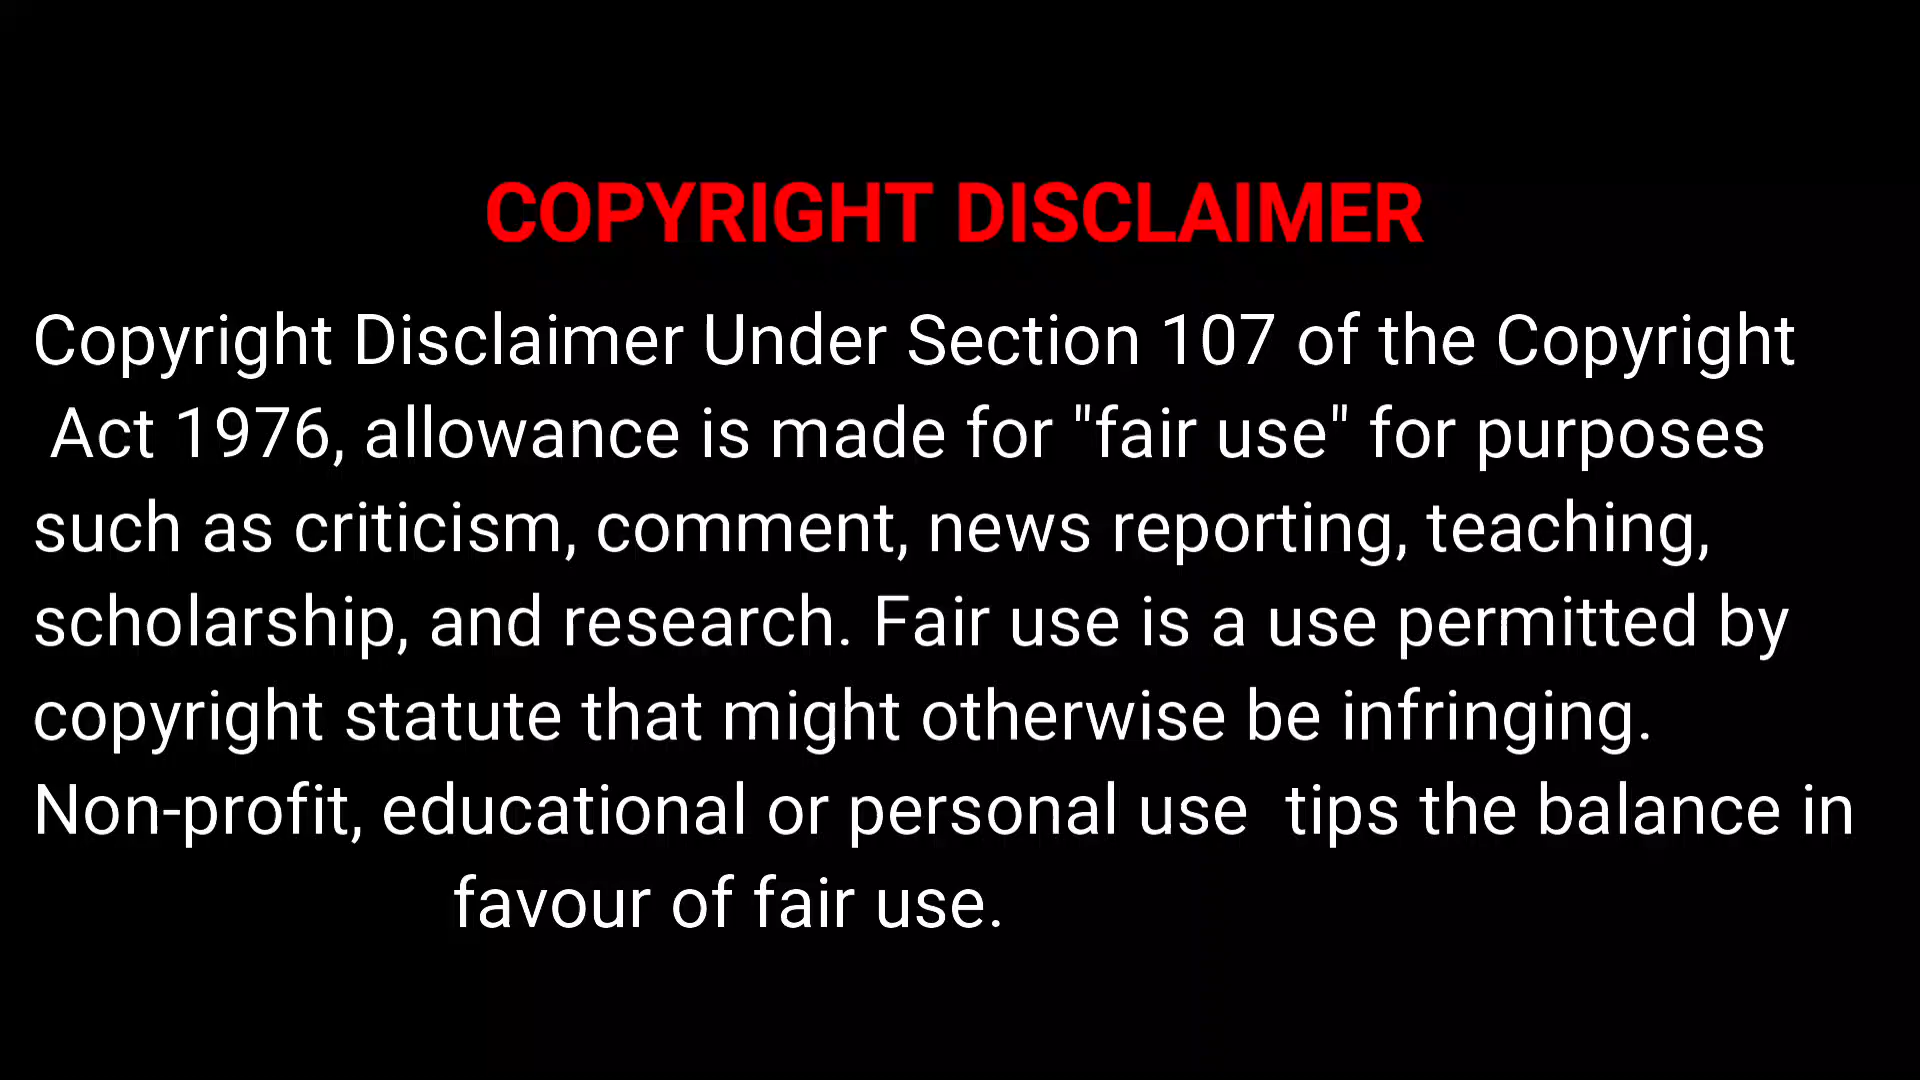 COPYRIGHT DISCLAIMER
Copyright Disclaimer Under Section 107 of the Copyright
Act 1976, allowance is made for "fair use" for purposes
such as criticism, comment, news reporting, teaching,
scholarship, and research. Fair use is a use permitted by
copyright statute that might otherwise be infringing.
Non-profit, educational or personal use  tips the balance in
favour of fair use.